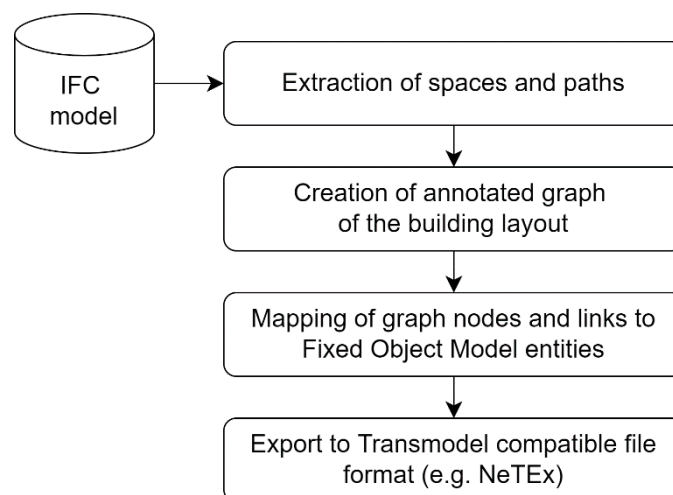 IFC
model
Extraction of spaces and paths
Creation of annotated graph
of the building layout
Mapping of graph nodes and links to
Fixed Object Model entities
Export to Transmodel compatible file
format (e.g. NeTEx)